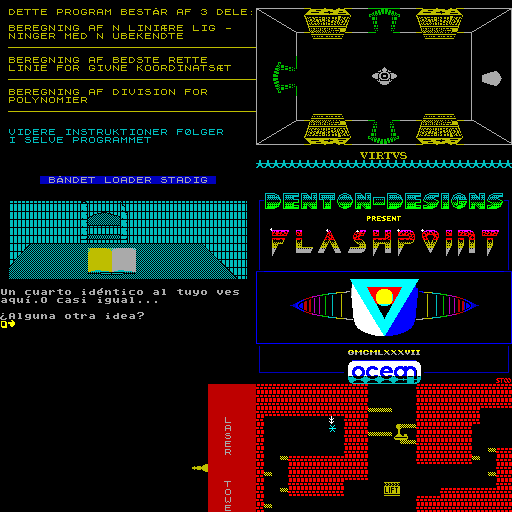 DETTE PROGRAM BESTÅR AF 3 DELE:
BEREGNING AF N LINIÆRE LIG -
NINGER MED N UBEKENDTE
BEREGNING AF BEDSTE RETTE
LINIE FOR GIVNE KOORDINATSÆT
BEREGNING AF DIVISION FOR
POLYNOMIER
VIDERE INSTRUKTIONER FØLGER
I SELVE PROGRAMMET
BÅNDET LOADER STADIG
VIRTVS
DENTON-DESIGNS
PRESENT
FLASHPOINT
©MCMLXXXVII
ocean
Un cuarto idéntico al tuyo ves
aquí.O casi igual...
¿Alguna otra idea?
LASER TOWE
LIFT